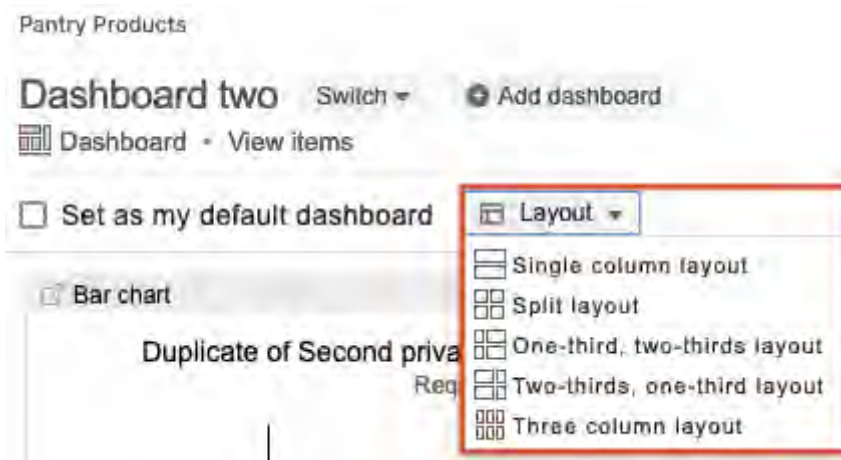 Pantry Products
Dashboard two Switch Add dashboard
Dashboard • View items
Set as my default dashboard Layout
Single column layout
Split layout
One-third, two-thirds layout
Two-thirds, one-third layout
Three column layout
Bar chart
Duplicate of Second priva
Req